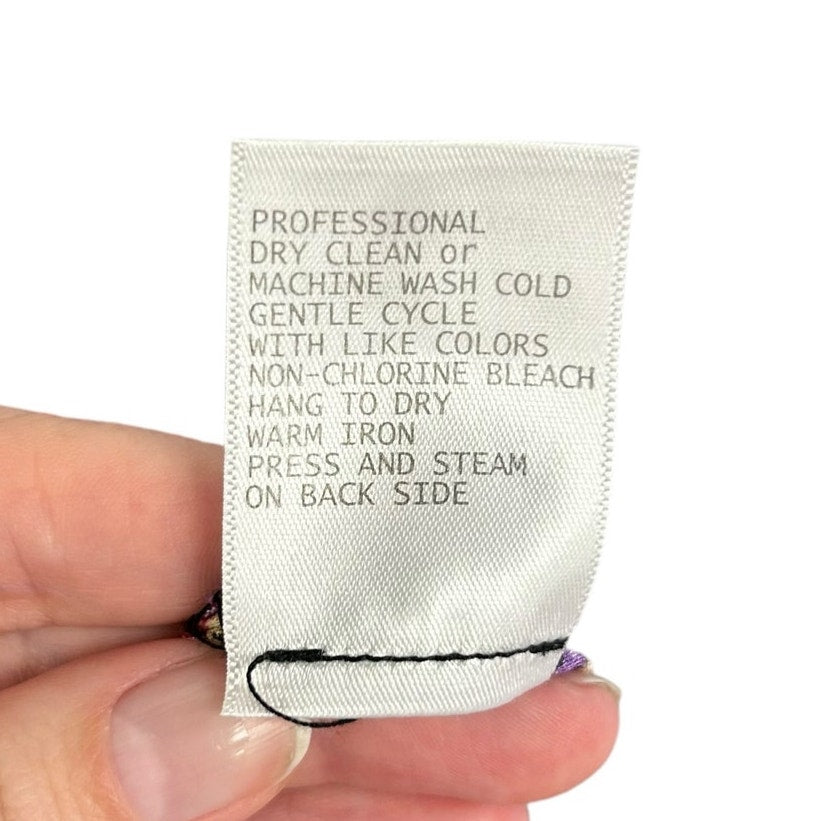 PROFESSIONAL
DRY CLEAN or
MACHINE WASH COLD
GENTLE CYCLE
WITH LIKE COLORS
NON-CHLORINE BLEACH
HANG TO DRY
WARM IRON
PRESS AND STEAM
ON BACK SIDE